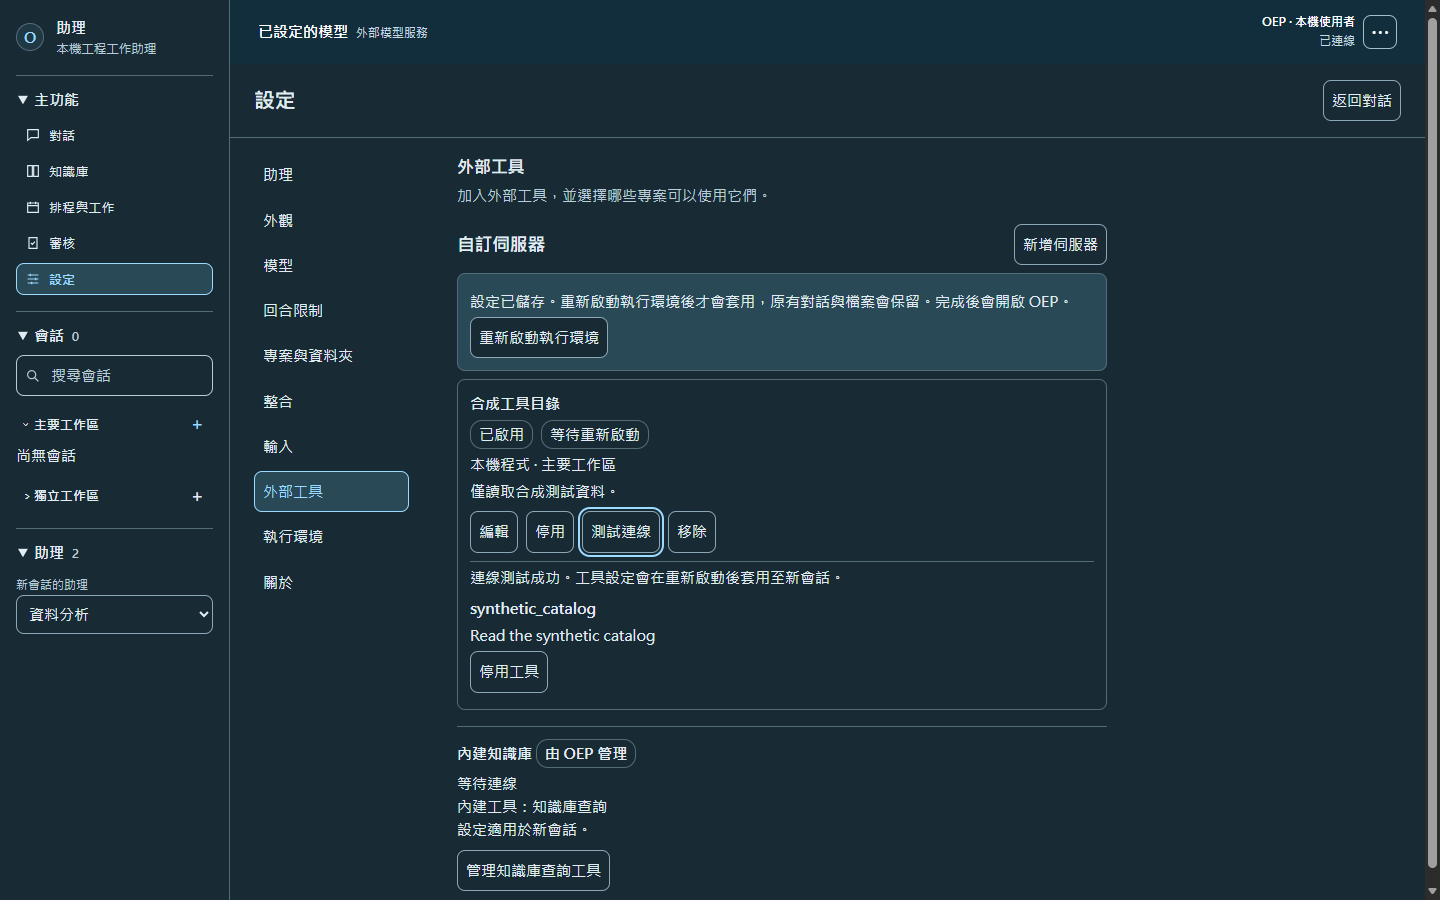 O
助理
本機工程工作助理
▼ 主功能
對話
知識庫
排程與工作
審核
設定
▼ 會話 0
搜尋會話
主要工作區 +
尚無會話
獨立工作區 +
▼ 助理 2
新會話的助理
資料分析
已設定的模型 外部模型服務
OEP · 本機使用者
已連線
設定
返回對話
助理
外觀
模型
回合限制
專案與資料夾
整合
輸入
外部工具
執行環境
關於
外部工具
加入外部工具，並選擇哪些專案可以使用它們。
自訂伺服器
新增伺服器
設定已儲存。重新啟動執行環境後才會套用，原有對話與檔案會保留。完成後會開啟 OEP。
重新啟動執行環境
合成工具目錄
已啟用 等待重新啟動
本機程式 · 主要工作區
僅讀取合成測試資料。
編輯 停用 測試連線 移除
連線測試成功。工具設定會在重新啟動後套用至新會話。
synthetic_catalog
Read the synthetic catalog
停用工具
內建知識庫 由 OEP 管理
等待連線
內建工具：知識庫查詢
設定適用於新會話。
管理知識庫查詢工具